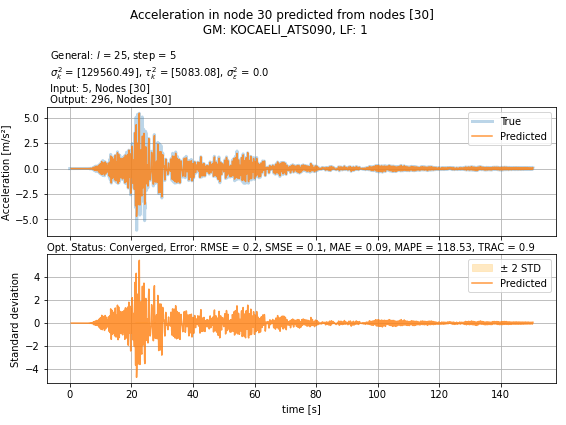 Acceleration in node 30 predicted from nodes [30]
GM: KOCAELI_ATS090, LF: 1
General: l = 25, step = 5
σ²ₖ = [129560.49], τ²ₖ = [5083.08], σ²ε = 0.0
Input: 5, Nodes [30]
Output: 296, Nodes [30]
Acceleration [m/s²]
5.0
2.5
0.0
−2.5
−5.0
True
Predicted
Opt. Status: Converged, Error: RMSE = 0.2, SMSE = 0.1, MAE = 0.09, MAPE = 118.53, TRAC = 0.9
Standard deviation
4
2
0
−2
−4
± 2 STD
Predicted
0 20 40 60 80 100 120 140
time [s]